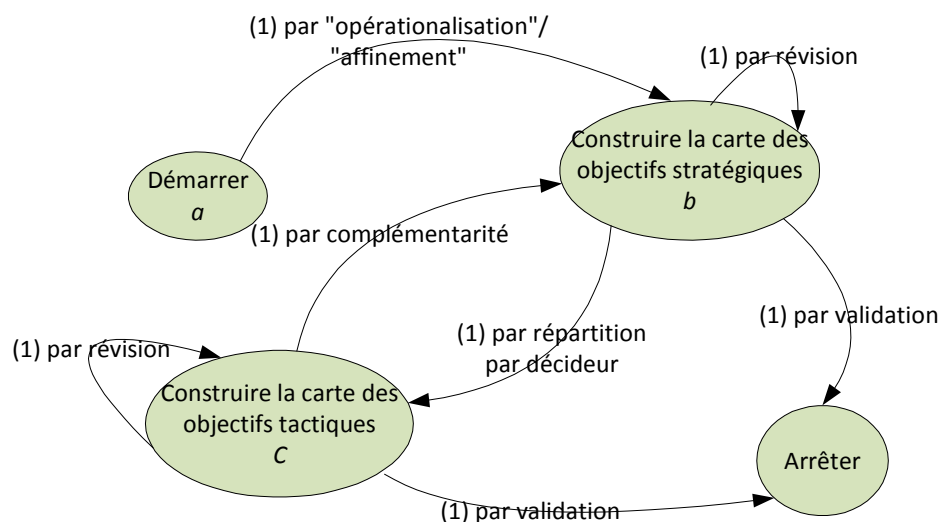 (1) par "opérationalisation"/
"affinement"
(1) par révision
Construire la carte des
objectifs stratégiques
b
Démarrer
a
(1) par complémentarité
(1) par validation
(1) par répartition
par décideur
(1) par révision
Construire la carte des
objectifs tactiques
C
Arrêter
(1) par validation